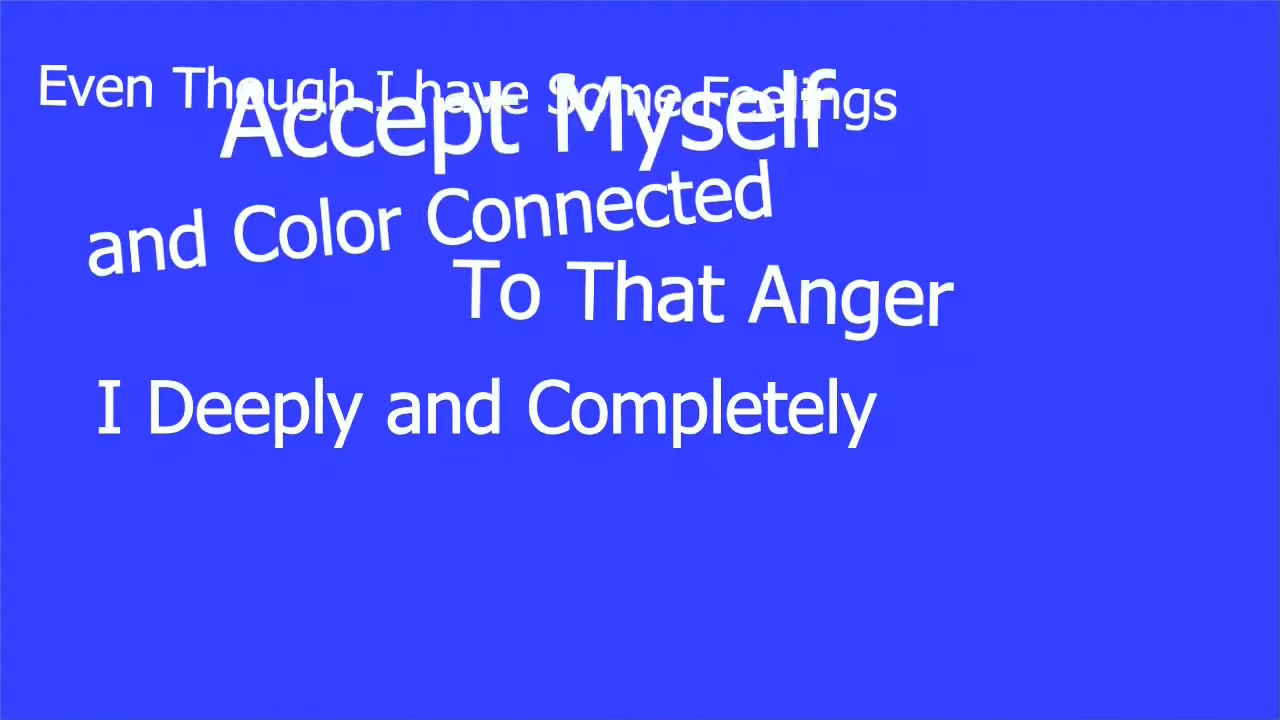 Even Though I have Some Feelings
Accept Myself
and Color Connected
To That Anger
I Deeply and Completely